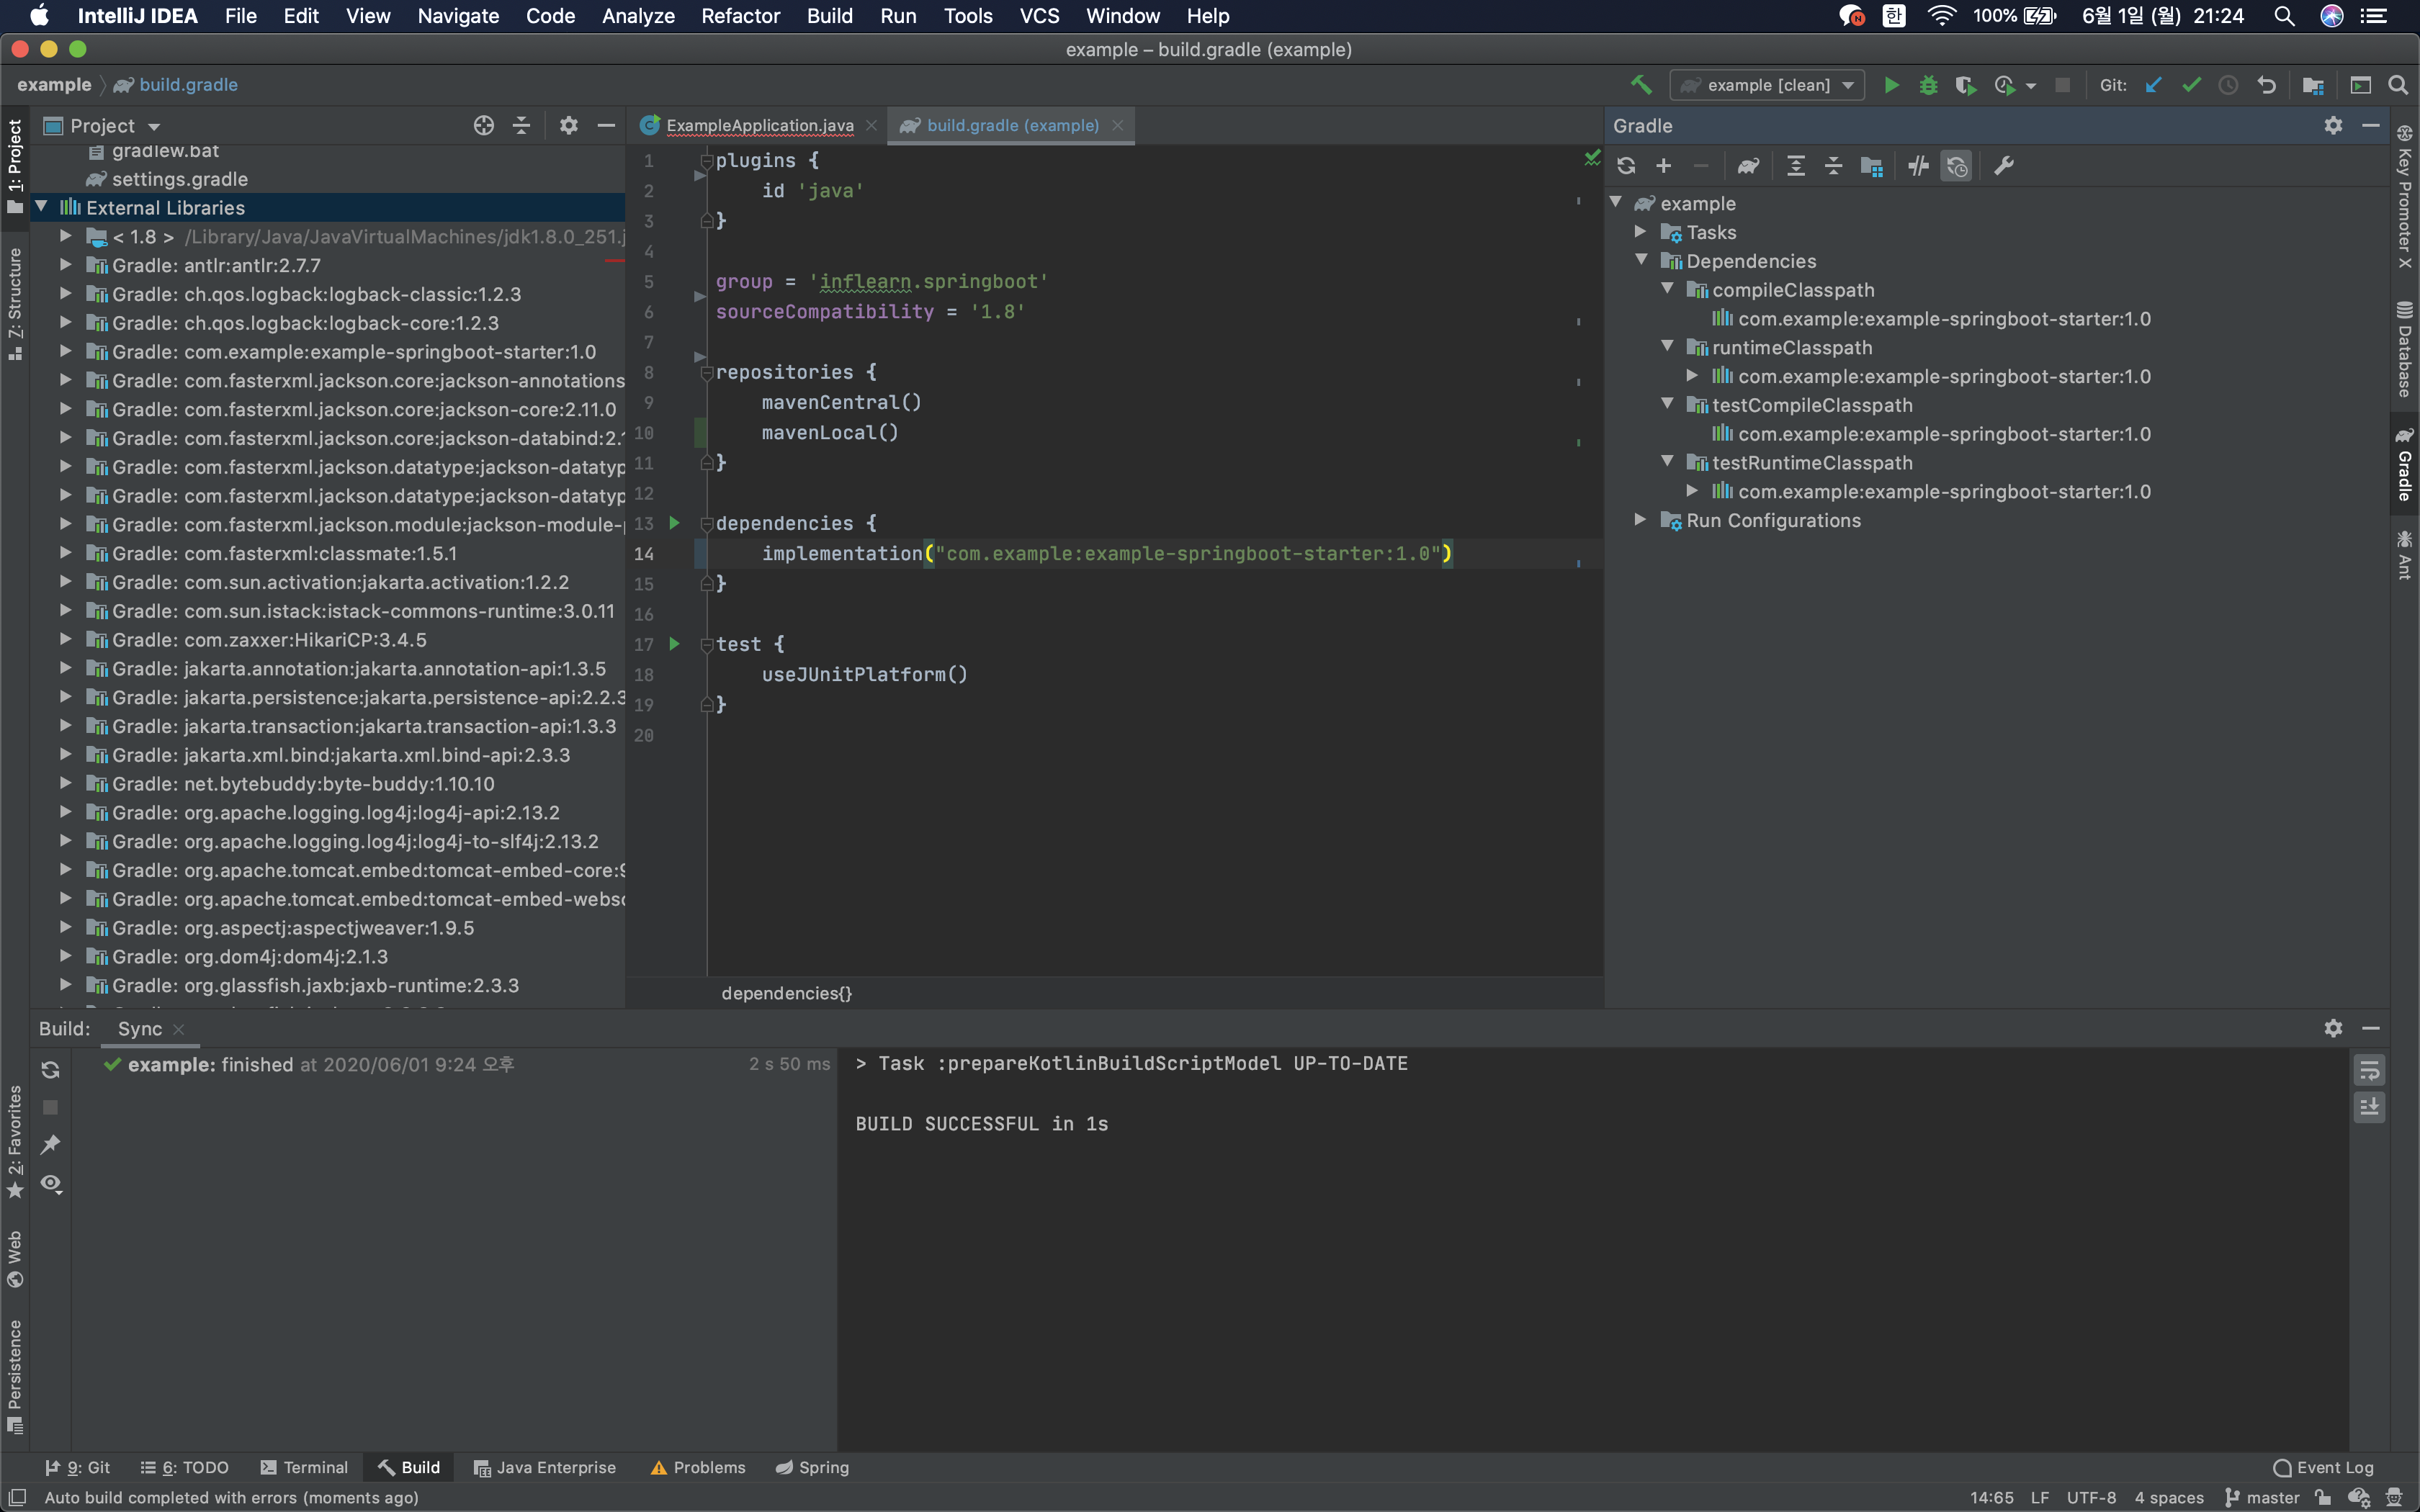 IntelliJ IDEA File Edit View Navigate Code Analyze Refactor Build Run Tools VCS Window Help
한 100% 6월 1일 (월) 21:24
example – build.gradle (example)
example build.gradle
example [clean] Git:
1: Project
Z: Structure
2: Favorites
Web
Persistence
Project
gradlew.bat
settings.gradle
External Libraries
< 1.8 > /Library/Java/JavaVirtualMachines/jdk1.8.0_251.j
Gradle: antlr:antlr:2.7.7
Gradle: ch.qos.logback:logback-classic:1.2.3
Gradle: ch.qos.logback:logback-core:1.2.3
Gradle: com.example:example-springboot-starter:1.0
Gradle: com.fasterxml.jackson.core:jackson-annotations
Gradle: com.fasterxml.jackson.core:jackson-core:2.11.0
Gradle: com.fasterxml.jackson.core:jackson-databind:2.1
Gradle: com.fasterxml.jackson.datatype:jackson-datatyp
Gradle: com.fasterxml.jackson.datatype:jackson-datatyp
Gradle: com.fasterxml.jackson.module:jackson-module-
Gradle: com.fasterxml:classmate:1.5.1
Gradle: com.sun.activation:jakarta.activation:1.2.2
Gradle: com.sun.istack:istack-commons-runtime:3.0.11
Gradle: com.zaxxer:HikariCP:3.4.5
Gradle: jakarta.annotation:jakarta.annotation-api:1.3.5
Gradle: jakarta.persistence:jakarta.persistence-api:2.2.3
Gradle: jakarta.transaction:jakarta.transaction-api:1.3.3
Gradle: jakarta.xml.bind:jakarta.xml.bind-api:2.3.3
Gradle: net.bytebuddy:byte-buddy:1.10.10
Gradle: org.apache.logging.log4j:log4j-api:2.13.2
Gradle: org.apache.logging.log4j:log4j-to-slf4j:2.13.2
Gradle: org.apache.tomcat.embed:tomcat-embed-core:9
Gradle: org.apache.tomcat.embed:tomcat-embed-webso
Gradle: org.aspectj:aspectjweaver:1.9.5
Gradle: org.dom4j:dom4j:2.1.3
Gradle: org.glassfish.jaxb:jaxb-runtime:2.3.3
ExampleApplication.java build.gradle (example)
1 plugins {
2 id 'java'
3 }
4
5 group = 'inflearn.springboot'
6 sourceCompatibility = '1.8'
7
8 repositories {
9 mavenCentral()
10 mavenLocal()
11 }
12
13 dependencies {
14 implementation("com.example:example-springboot-starter:1.0")
15 }
16
17 test {
18 useJUnitPlatform()
19 }
20
dependencies{}
Gradle
example
Tasks
Dependencies
compileClasspath
com.example:example-springboot-starter:1.0
runtimeClasspath
com.example:example-springboot-starter:1.0
testCompileClasspath
com.example:example-springboot-starter:1.0
testRuntimeClasspath
com.example:example-springboot-starter:1.0
Run Configurations
Key Promoter X
Database
Gradle
Ant
Build: Sync
example: finished at 2020/06/01 9:24 오후 2 s 50 ms
> Task :prepareKotlinBuildScriptModel UP-TO-DATE
BUILD SUCCESSFUL in 1s
9: Git 6: TODO Terminal Build Java Enterprise Problems Spring Event Log
Auto build completed with errors (moments ago) 14:65 LF UTF-8 4 spaces master